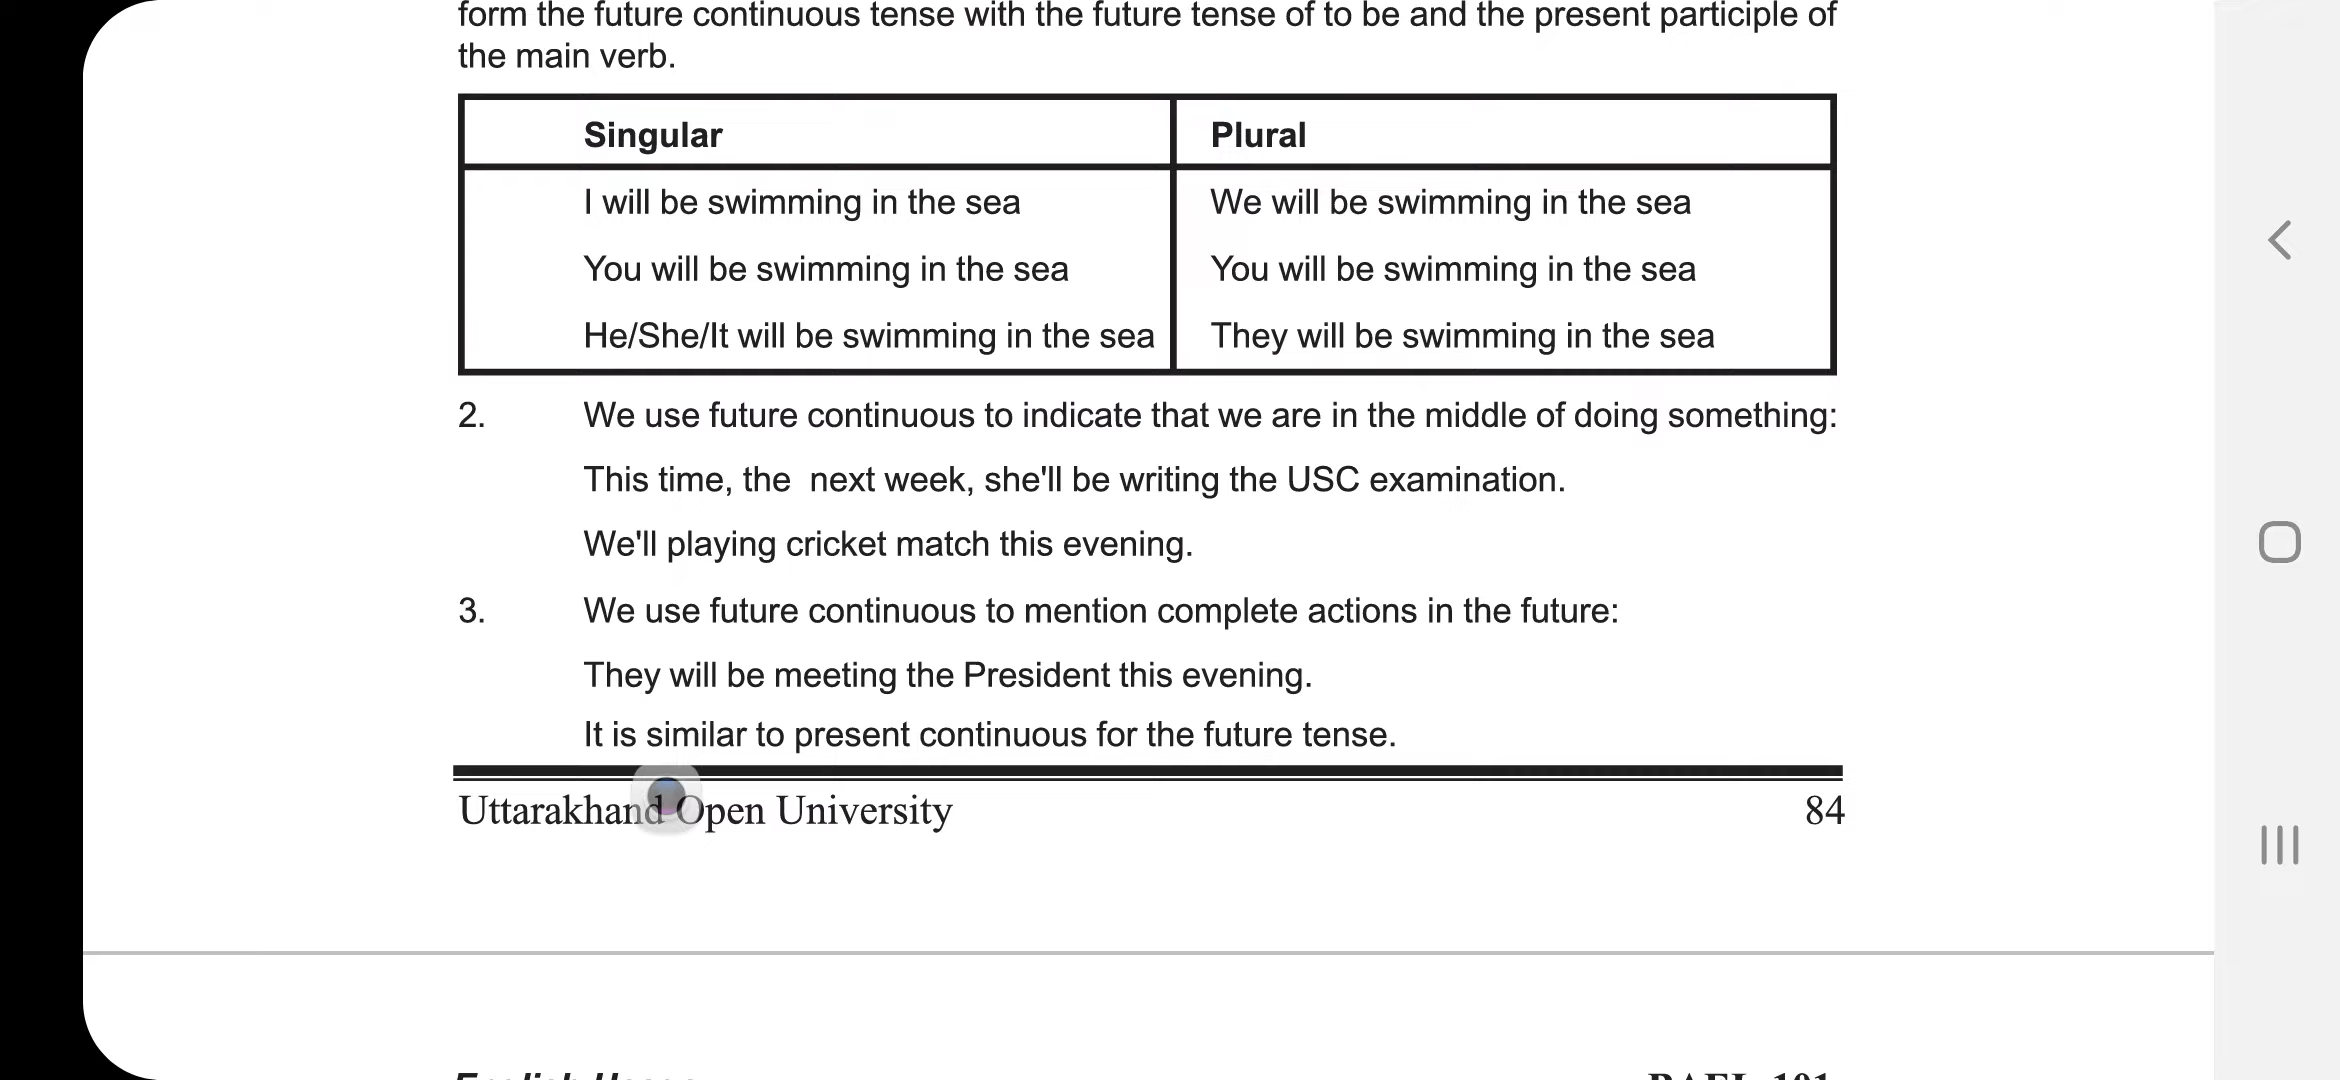 form the future continuous tense with the future tense of to be and the present participle of
the main verb.
Singular Plural
I will be swimming in the sea We will be swimming in the sea
You will be swimming in the sea You will be swimming in the sea
He/She/It will be swimming in the sea They will be swimming in the sea
2. We use future continuous to indicate that we are in the middle of doing something:
This time, the next week, she'll be writing the USC examination.
We'll playing cricket match this evening.
3. We use future continuous to mention complete actions in the future:
They will be meeting the President this evening.
It is similar to present continuous for the future tense.
Uttarakhand Open University 84